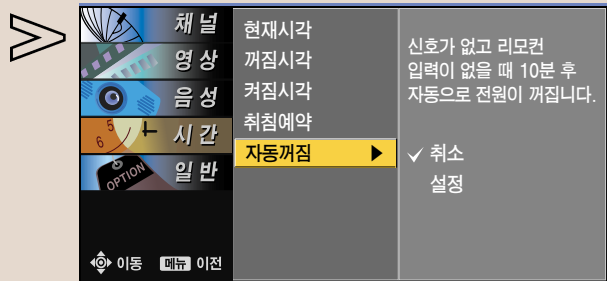 채널
영상
음성
6 5
시간
OPTION
일반
이동 메뉴 이전
현재시각
꺼짐시각
켜짐시각
취침예약
자동꺼짐 ▶
신호가 없고 리모컨
입력이 없을 때 10분 후
자동으로 전원이 꺼집니다.
✓ 취소
설정